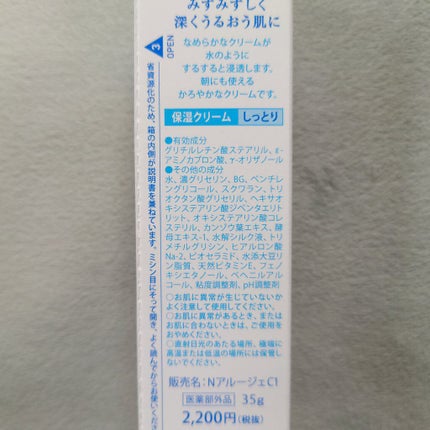 みずみずしく
深くうるおう肌に
なめらかなクリームが
水のように
するすると浸透します。
朝にも使える
かろやかなクリームです。
保湿クリーム しっとり
●有効成分
グリチルレチン酸ステアリル、ε-
アミノカプロン酸、γ-オリザノール
●その他の成分
水、濃グリセリン、BG、ペンチレ
ングリコール、スクワラン、トリ
オクタン酸グリセリル、ヘキサオ
キシステアリン酸ジペンタエリト
リット、オキシステアリン酸コレ
ステリル、カンゾウ葉エキス、酵
母エキス-1、水解シルク液、トリ
メチルグリシン、ヒアルロン酸
Na-2、ビオセラミド、水添大豆リ
ン脂質、天然ビタミンE、フェノ
キシエタノール、ベヘニルアル
コール、粘度調整剤、pH調整剤
○お肌に異常が生じていないか
よく注意して使用してください。
○お肌に異常があるとき、または
お肌に合わないときは、ご使用を
おやめください。
○直射日光のあたる場所、極端に
高温または低温の場所には保管し
ないでください。
販売名:NアルージェC1
医薬部外品 35g
2,200円(税抜)
3 OPEN
省資源化のため、箱の内側が説明書を兼ねています。ミシン目にそって開き、よく読んでからお使いくださ